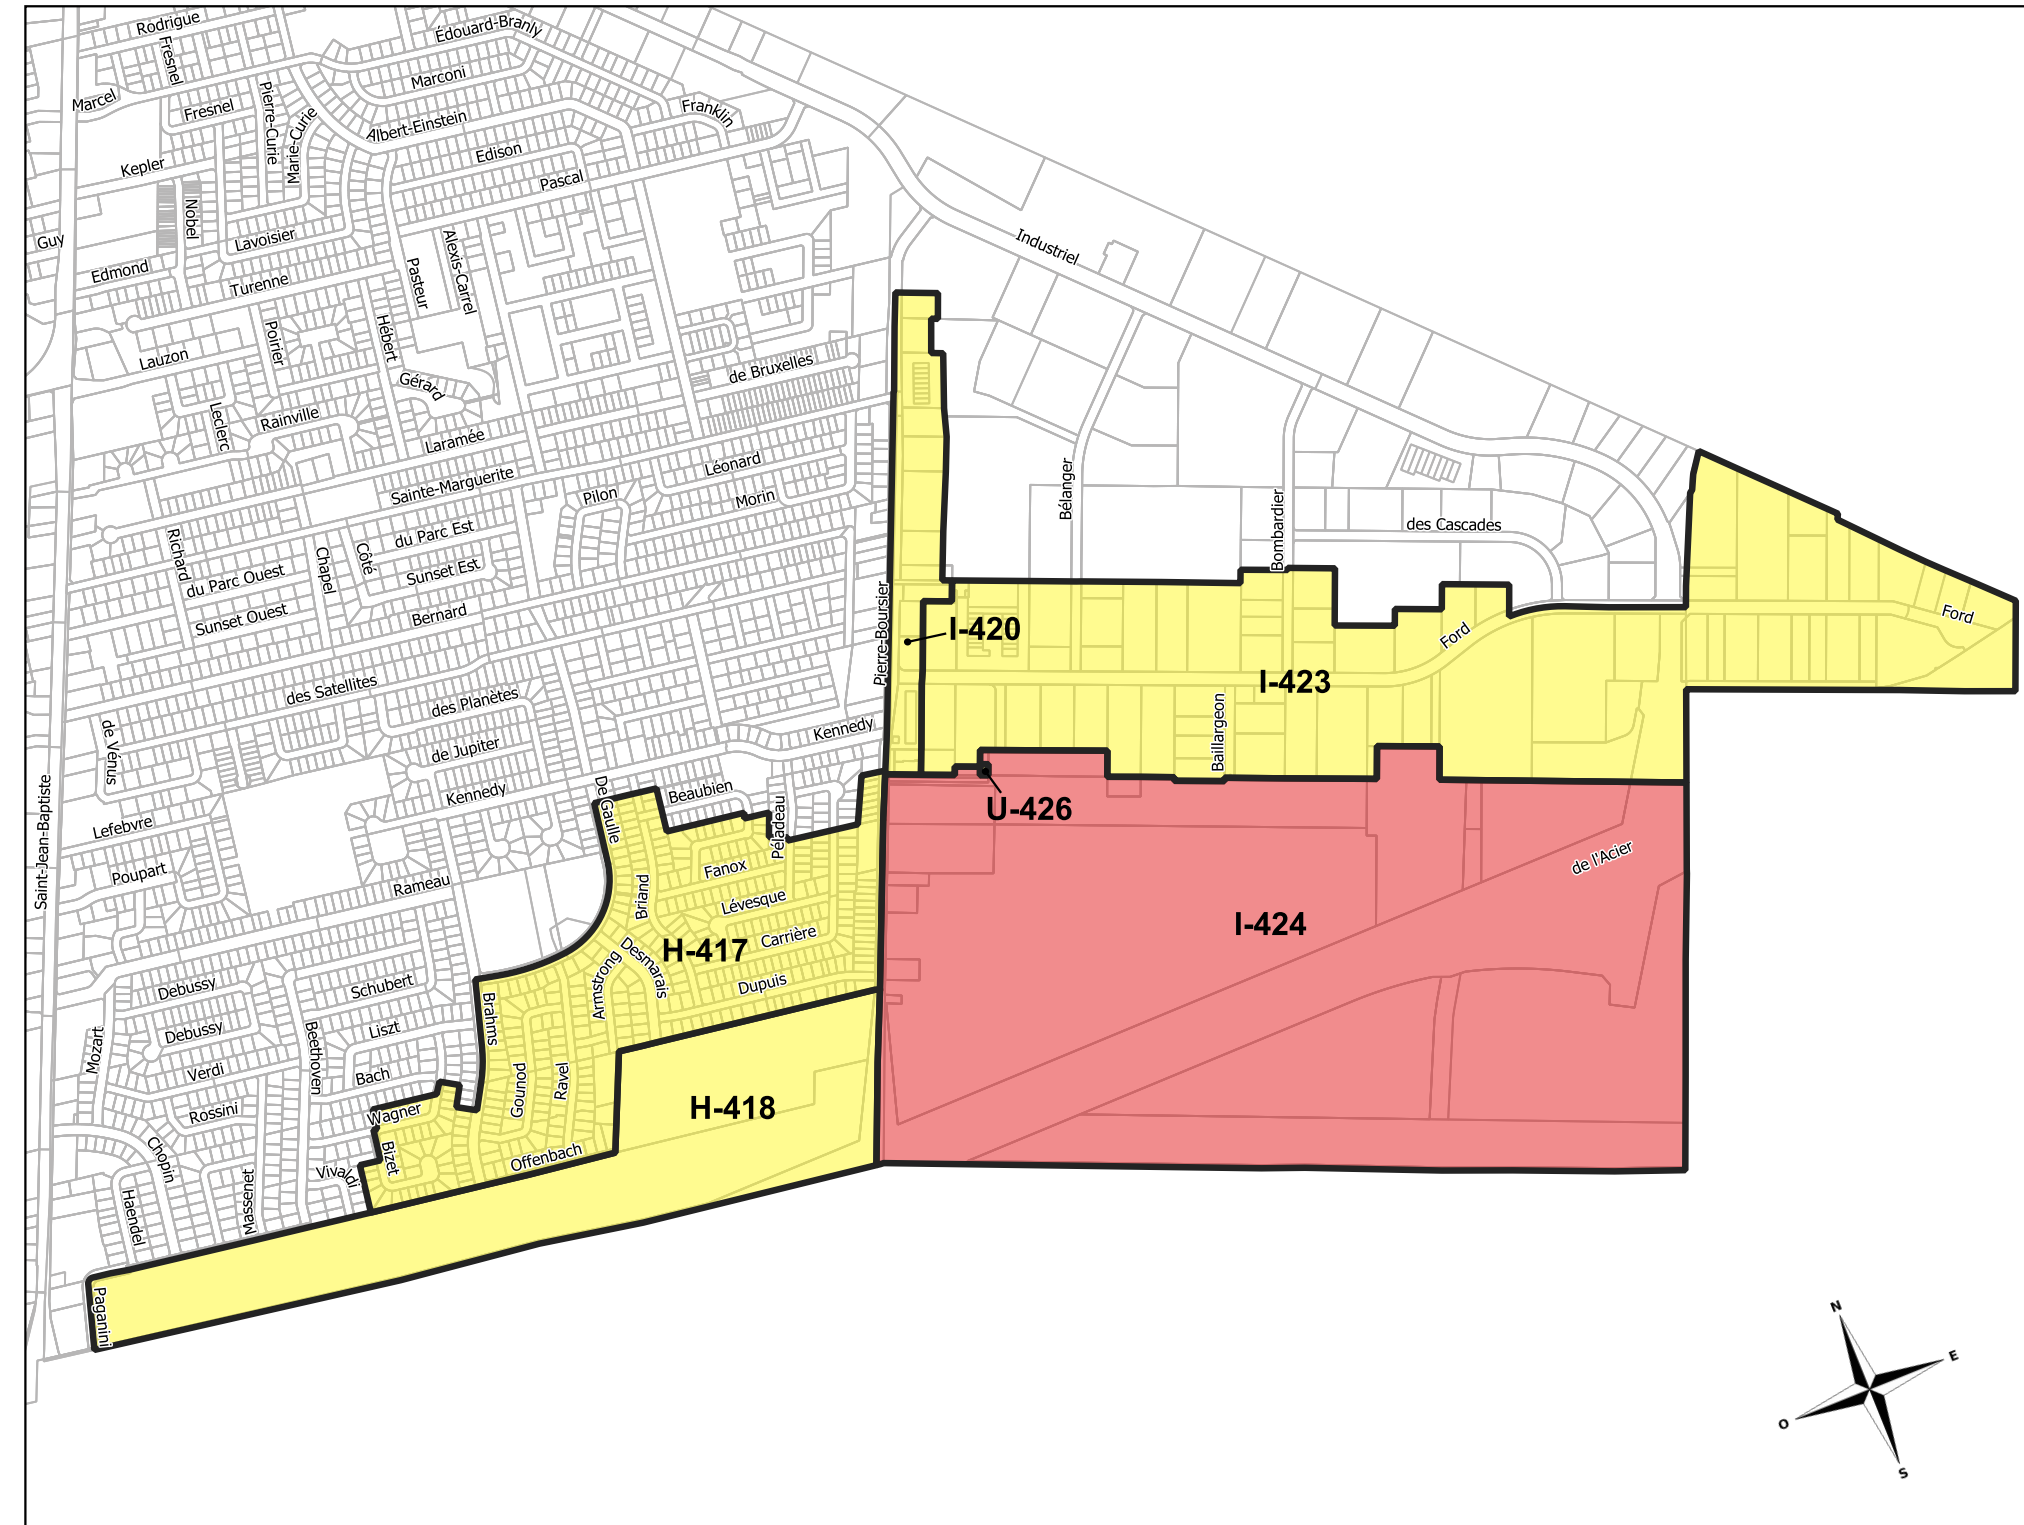 Rodrigue
Édouard-Branly
Fresnel
Marconi
Marcel
Fresnel
Pierre-Curie
Marie-Curie
Franklin
Albert-Einstein
Edison
Kepler
Pascal
Nobel
Guy
Lavoisier
Alexis-Carrel
Industriel
Edmond
Turenne
Pasteur
Poirier
Hébert
Lauzon
de Bruxelles
Gérard
Leclerc
Rainville
Laramée
Léonard
Sainte-Marguerite
Pilon
Morin
Bélanger
Bombardier
des Cascades
Richard
du Parc Est
Côté
Chapel
du Parc Ouest
Sunset Est
Sunset Ouest
Bernard
Pierre-Boursier
I-420
Ford
Ford
I-423
des Satellites
des Planètes
de Vénus
de Jupiter
Kennedy
Baillargeon
Kennedy
De Gaulle
Beaubien
U-426
Péladeau
Saint-Jean-Baptiste
Lefebvre
de l'Acier
Poupart
Rameau
Fanox
Briand
Lévesque
I-424
Carrière
H-417
Desmarais
Armstrong
Dupuis
Debussy
Schubert
Brahms
Debussy
Liszt
Mozart
Beethoven
Verdi
Bach
Gounod
Ravel
H-418
Rossini
Wagner
Chopin
Bizet
Offenbach
Vivaldi
Massenet
Haendel
Paganini
N
E
O
S